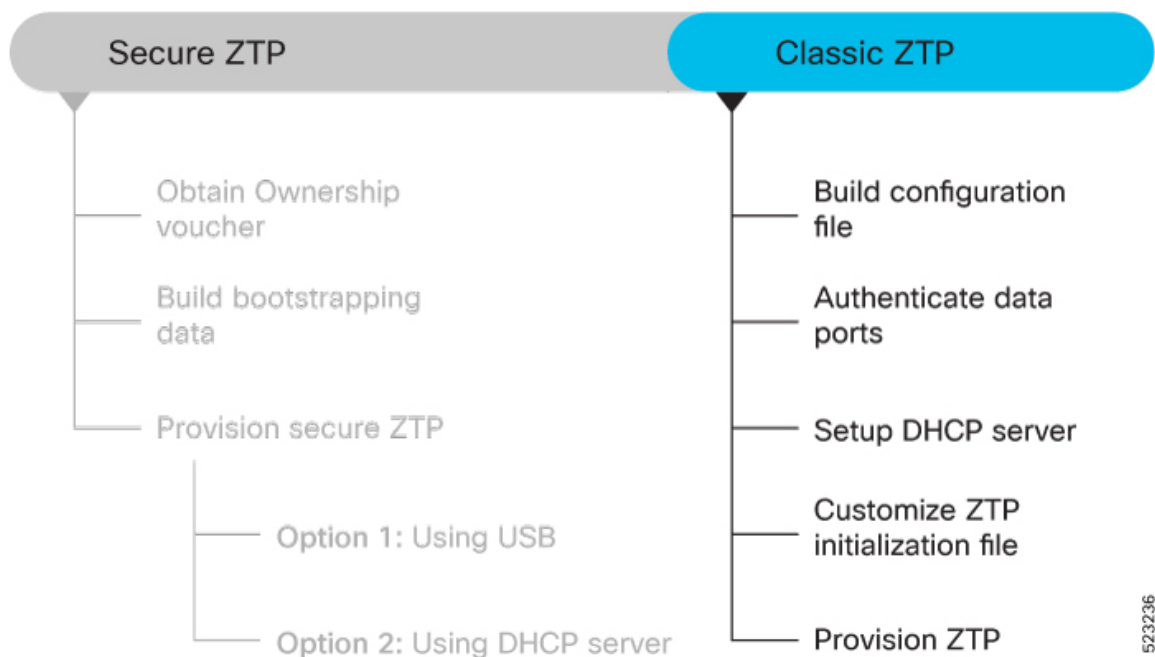 Secure ZTP
Classic ZTP
Obtain Ownership
voucher
Build bootstrapping
data
Provision secure ZTP
Option 1: Using USB
Option 2: Using DHCP server
Build configuration
file
Authenticate data
ports
Setup DHCP server
Customize ZTP
initialization file
Provision ZTP
523236